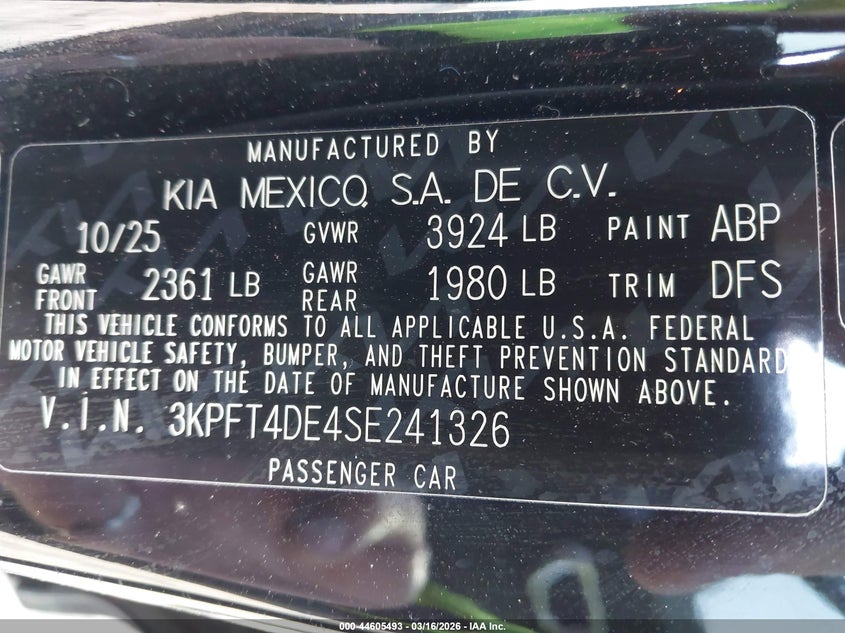 MANUFACTURED BY
KIA MEXICO, S.A. DE C.V.
10/25 GVWR 3924 LB PAINT ABP
GAWR FRONT 2361 LB GAWR REAR 1980 LB TRIM DFS
THIS VEHICLE CONFORMS TO ALL APPLICABLE U.S.A. FEDERAL
MOTOR VEHICLE SAFETY, BUMPER, AND THEFT PREVENTION STANDARD
IN EFFECT ON THE DATE OF MANUFACTURE SHOWN ABOVE.
V.I.N. 3KPFT4DE4SE241326
PASSENGER CAR
000-44605493 - 03/16/2026 - IAA Inc.